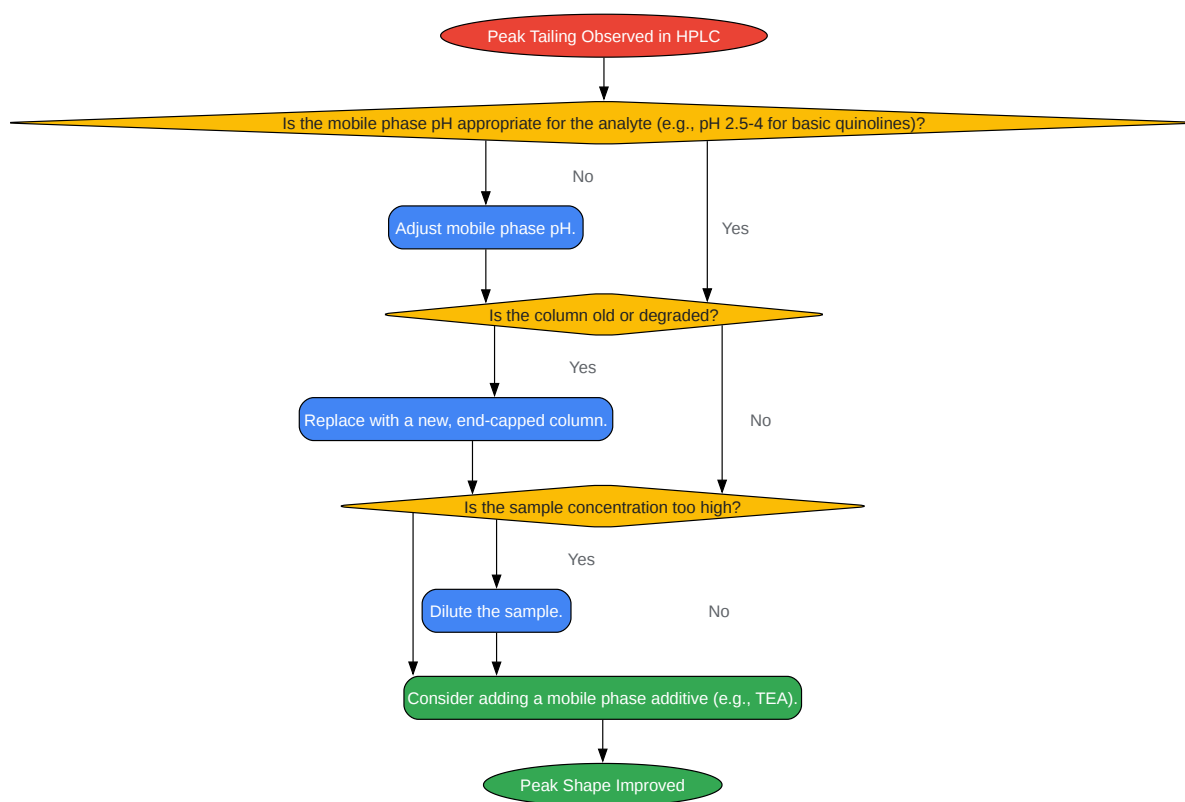 Peak Tailing Observed in HPLC
Is the mobile phase pH appropriate for the analyte (e.g., pH 2.5-4 for basic quinolines)?
No
Adjust mobile phase pH.
Yes
Is the column old or degraded?
Yes
Replace with a new, end-capped column.
No
Is the sample concentration too high?
Yes
Dilute the sample.
No
Consider adding a mobile phase additive (e.g., TEA).
Peak Shape Improved